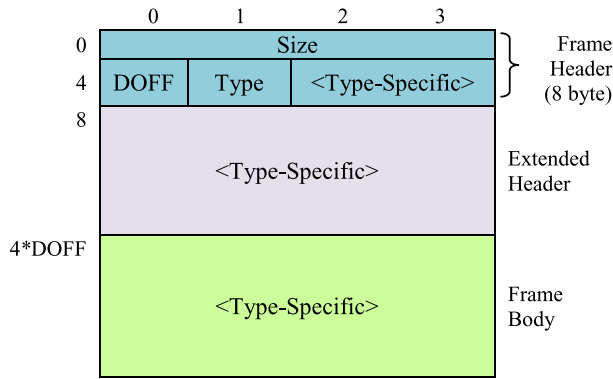 0 1 2 3
0 Size
Frame
Header
(8 byte)
4 DOFF Type <Type-Specific>
8
<Type-Specific>
Extended
Header
4*DOFF
<Type-Specific>
Frame
Body